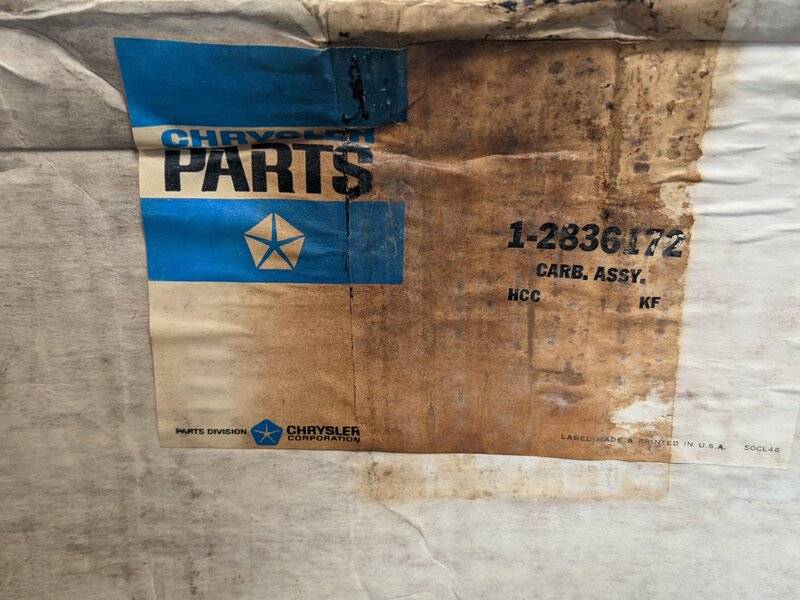 CHRYSLER
PARTS
1-2836172
CARB. ASSY.
HCC KF
PARTS DIVISION CHRYSLER
CORPORATION
LABEL MADE & PRINTED IN U.S.A. 50CL46